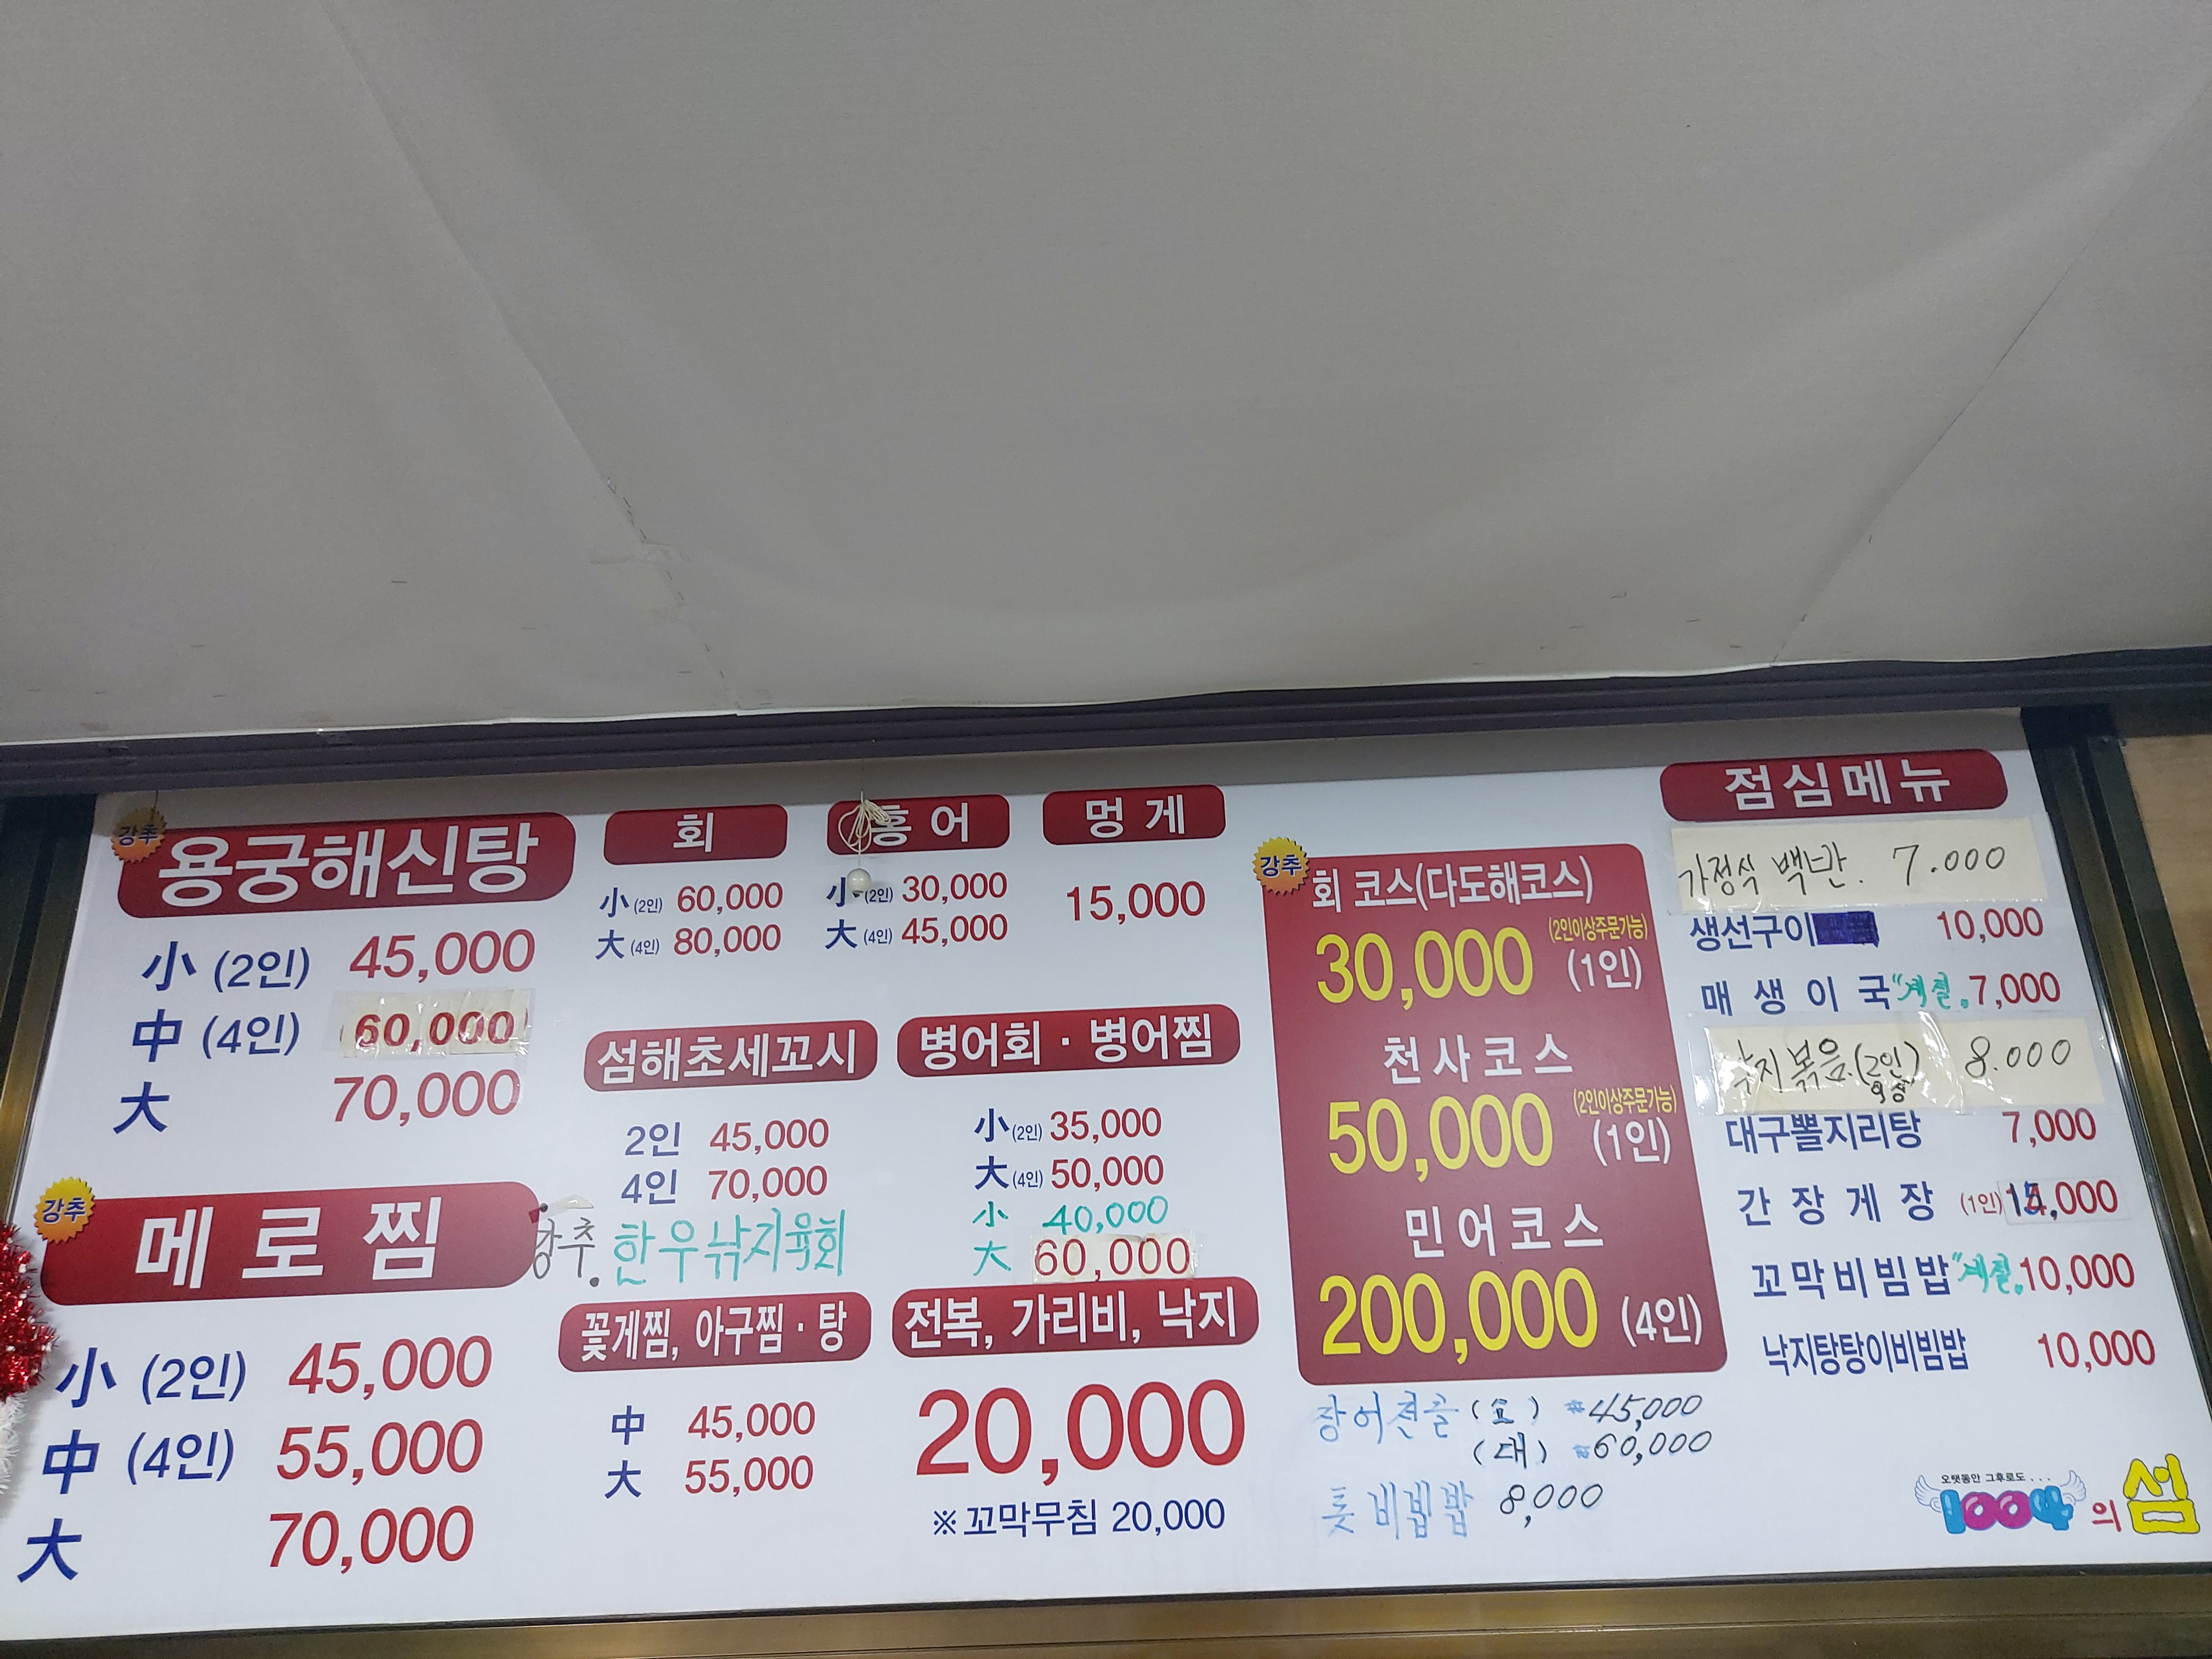 강추
용궁해신탕
小 (2인) 45,000
中 (4인) 60,000
大 70,000
강추
메로찜
小 (2인) 45,000
中 (4인) 55,000
大 70,000
회
小 (2인) 60,000
大 (4인) 80,000
홍어
小 (2인) 30,000
大 (4인) 45,000
멍게
15,000
섬해초세꼬시
2인 45,000
4인 70,000
강추. 한우낚지육회
병어회 · 병어찜
小 (2인) 35,000
大 (4인) 50,000
小 40,000
大 60,000
꽃게찜, 아구찜 · 탕
中 45,000
大 55,000
전복, 가리비, 낙지
20,000
※ 꼬막무침 20,000
강추
회 코스(다도해코스)
(2인이상주문가능)
30,000 (1인)
천사코스
(2인이상주문가능)
50,000 (1인)
민어코스
200,000 (4인)
장어전골 (소) ₩45,000
(대) ₩60,000
톳비빔밥 8,000
점심메뉴
가정식 백반. 7.000
생선구이 10,000
매생이국 "계절" 7,000
낙지볶음 (2인) 8.000
대구뽈지리탕 7,000
간장게장 (1인) 15,000
꼬막비빔밥 "계절" 10,000
낙지탕탕이비빔밥 10,000
오랫동안 그후로도 . . .
1004의섬